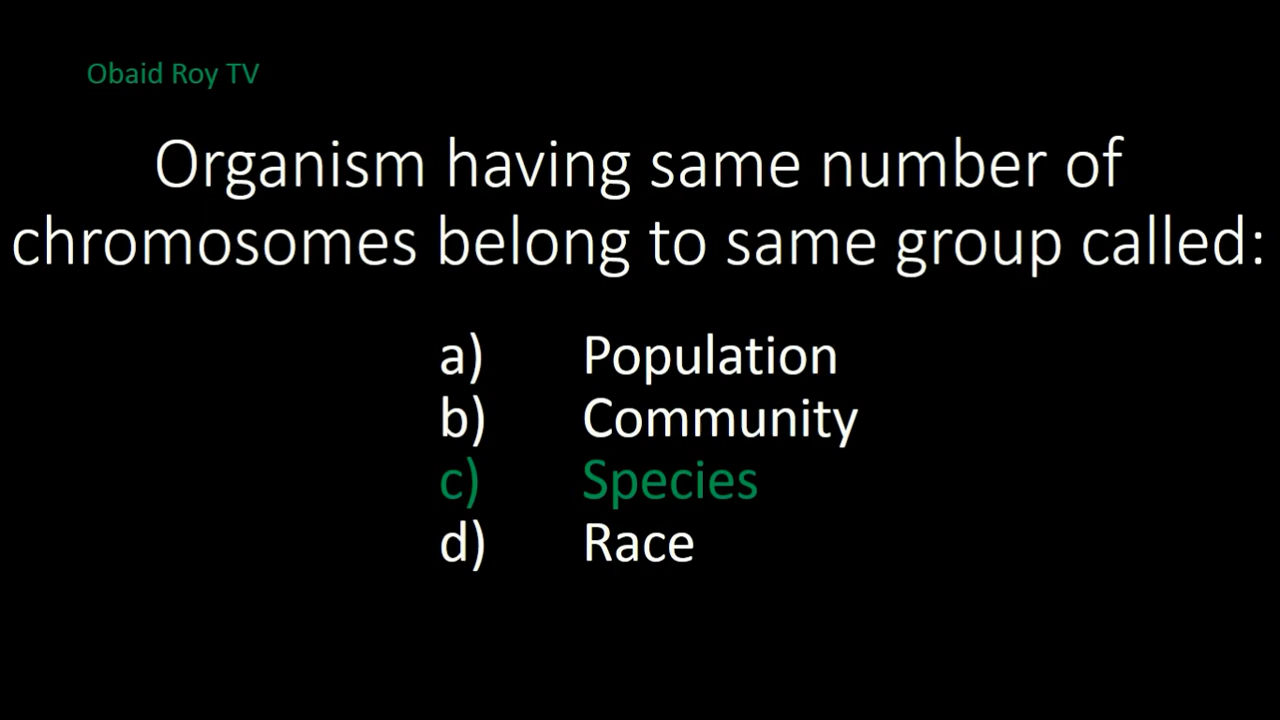 Obaid Roy TV
Organism having same number of
chromosomes belong to same group called:
a) Population
b) Community
c) Species
d) Race